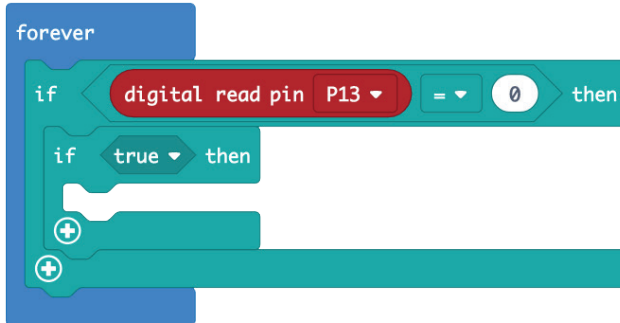 forever
if digital read pin P13 = 0 then
if true then